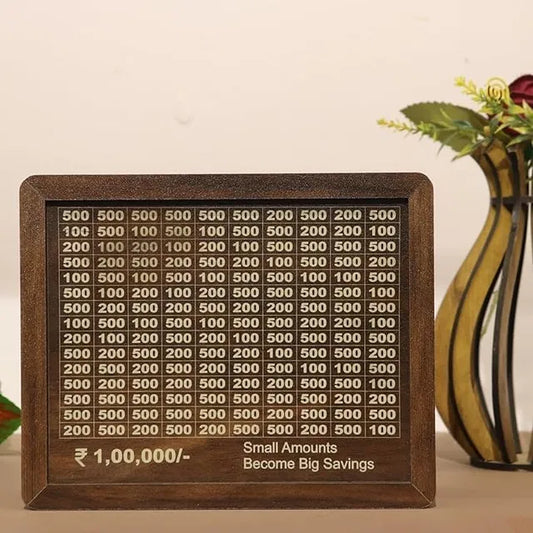 500 500 500 500 500 500 200 500 200 500
100 500 100 500 100 500 500 500 500 100
200 100 200 100 200 100 500 500 500 200
500 200 500 200 500 500 200 500 100 500
100 500 100 500 100 500 500 100 100 500
500 100 200 100 200 200 500 100 500 100
500 200 500 200 500 500 500 200 200 500
100 500 100 500 100 500 500 200 500 100
200 100 200 500 200 100 500 500 500 500
500 200 500 500 200 500 100 500 500 200
500 500 200 500 500 200 500 100 100 500
200 500 200 500 200 500 200 500 500 100
500 200 500 200 500 200 500 500 200 500
500 500 500 500 500 500 200 500 500 500
200 500 200 500 200 500 500 200 500 100
₹ 1,00,000/-
Small Amounts
Become Big Savings